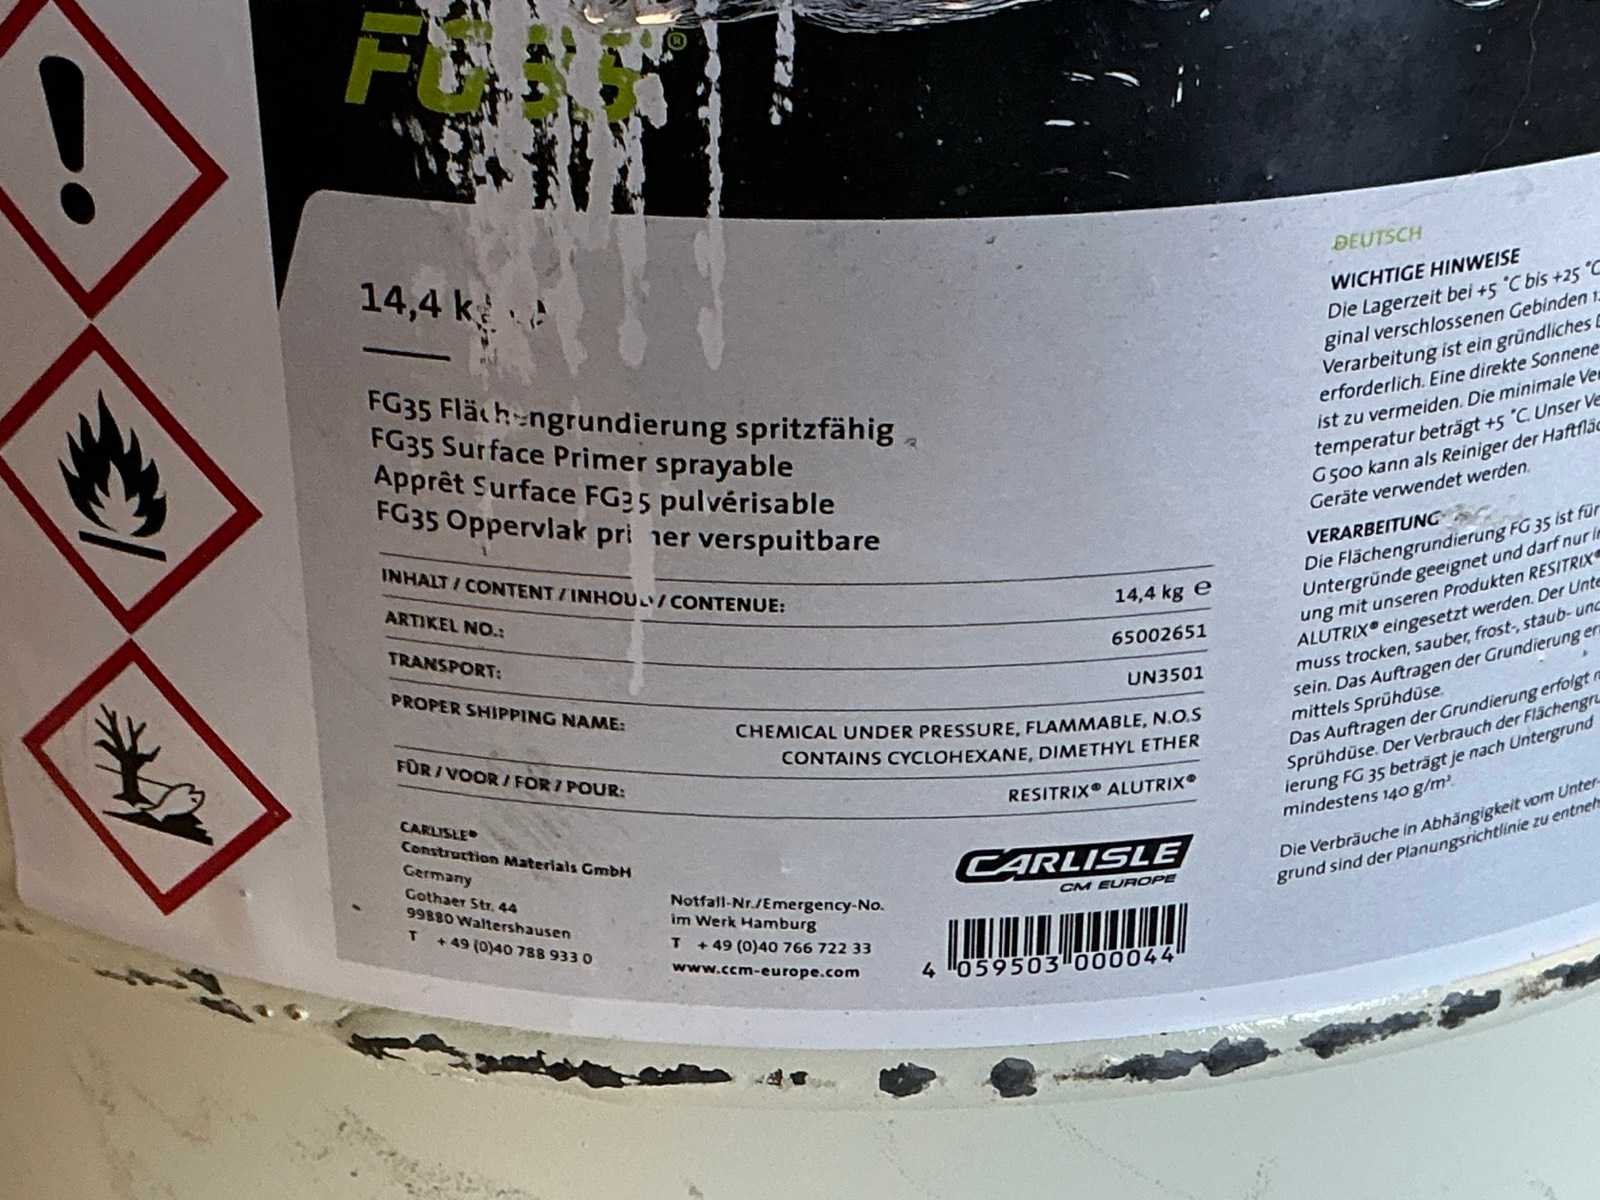 FG35®
14,4 kg
FG35 Flächengrundierung spritzfähig
FG35 Surface Primer sprayable
Apprêt Surface FG35 pulvérisable
FG35 Oppervlak primer verspuitbare
INHALT / CONTENT / INHOUD / CONTENUE: 14,4 kg ℮
ARTIKEL NO.: 65002651
TRANSPORT: UN3501
PROPER SHIPPING NAME: CHEMICAL UNDER PRESSURE, FLAMMABLE, N.O.S
CONTAINS CYCLOHEXANE, DIMETHYL ETHER
FÜR / VOOR / FOR / POUR: RESITRIX® ALUTRIX®
CARLISLE®
Construction Materials GmbH
Germany
Gothaer Str. 44
99880 Waltershausen
T + 49 (0)40 788 933 0
Notfall-Nr./Emergency-No.
im Werk Hamburg
T + 49 (0)40 766 722 33
www.ccm-europe.com
CARLISLE
CM EUROPE
4 059503 000044
DEUTSCH
WICHTIGE HINWEISE
Die Lagerzeit bei +5 °C bis +25 °C
ginal verschlossenen Gebinden
Verarbeitung ist ein gründliches
erforderlich. Eine direkte
ist zu vermeiden. Die minimale
temperatur beträgt +5 °C. Unser
G 500 kann als Reiniger der
Geräte verwendet werden.
VERARBEITUNG
Die Flächengrundierung FG 35 ist für
Untergründe geeignet und darf nur
ung mit unseren Produkten RESITRIX®
ALUTRIX® eingesetzt werden. Der
muss trocken, sauber, frost-, staub- und
sein. Das Auftragen der Grundierung
mittels Sprühdüse.
Das Auftragen der Grundierung erfolgt
Sprühdüse. Der Verbrauch der
ierung FG 35 beträgt je nach Untergrund
mindestens 140 g/m².
Die Verbräuche in Abhängigkeit vom Unter-
grund sind der Planungsrichtlinie zu